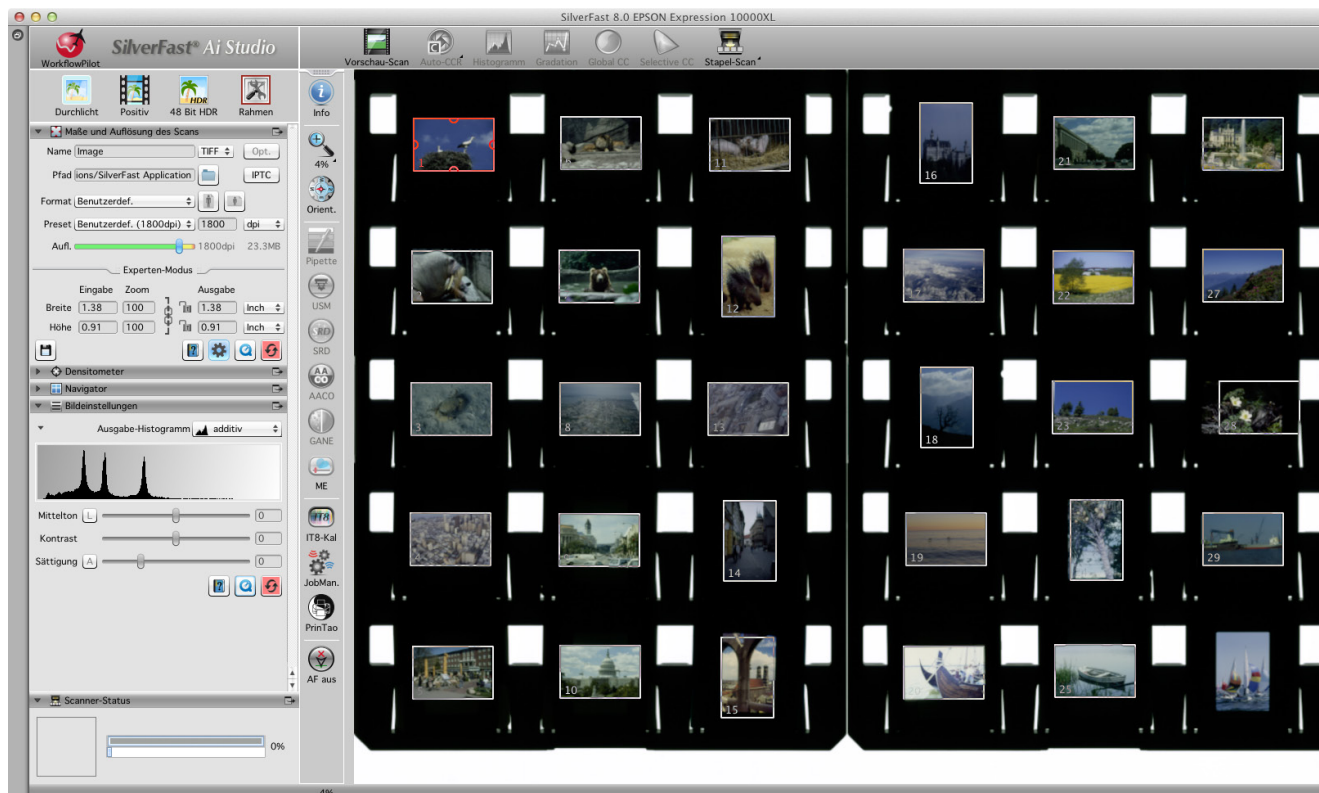 SilverFast 8.0 EPSON Expression 10000XL
WorkflowPilot
SilverFast® Ai Studio
Vorschau-Scan Auto-CCR Histogramm Gradation Global CC Selective CC Stapel-Scan
Durchlicht Positiv 48 Bit HDR Rahmen
HDR
Maße und Auflösung des Scans
Name Image TIFF Opt.
Pfad ions/SilverFast Application IPTC
Format Benutzerdef.
Preset Benutzerdef. (1800dpi) 1800 dpi
Aufl. 1800dpi 23.3MB
Experten-Modus
Eingabe Zoom Ausgabe
Breite 1.38 100 1.38 Inch
Höhe 0.91 100 0.91 Inch
Densitometer
Navigator
Bildeinstellungen
Ausgabe-Histogramm additiv
Mittelton L 0
Kontrast 0
Sättigung A 0
Scanner-Status
0%
Info
4%
Orient.
Pipette
USM
SRD
AACO
GANE
ME
IT8-Kal
JobMan.
PrinTao
AF aus
4%
1 11 16 21
12 17 22 27
3 8 13 18 23 28
14 19 29
10 15 20 25